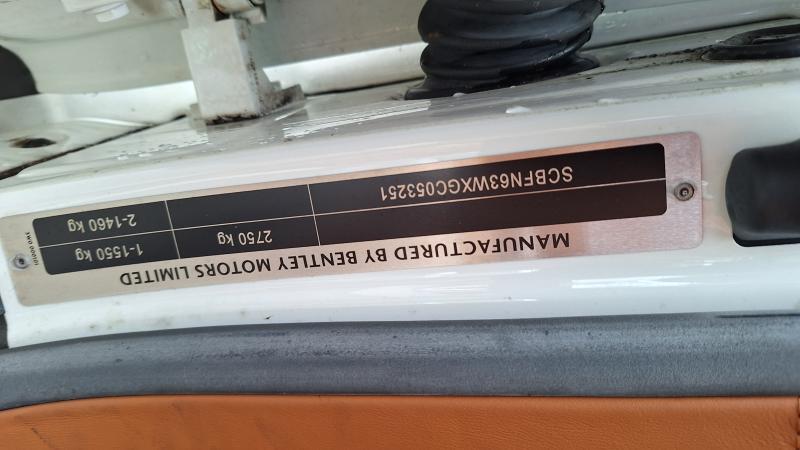 MANUFACTURED BY BENTLEY MOTORS LIMITED
2750 kg
1-1550 kg
SCBFN63WXGC053251
2-1460 kg